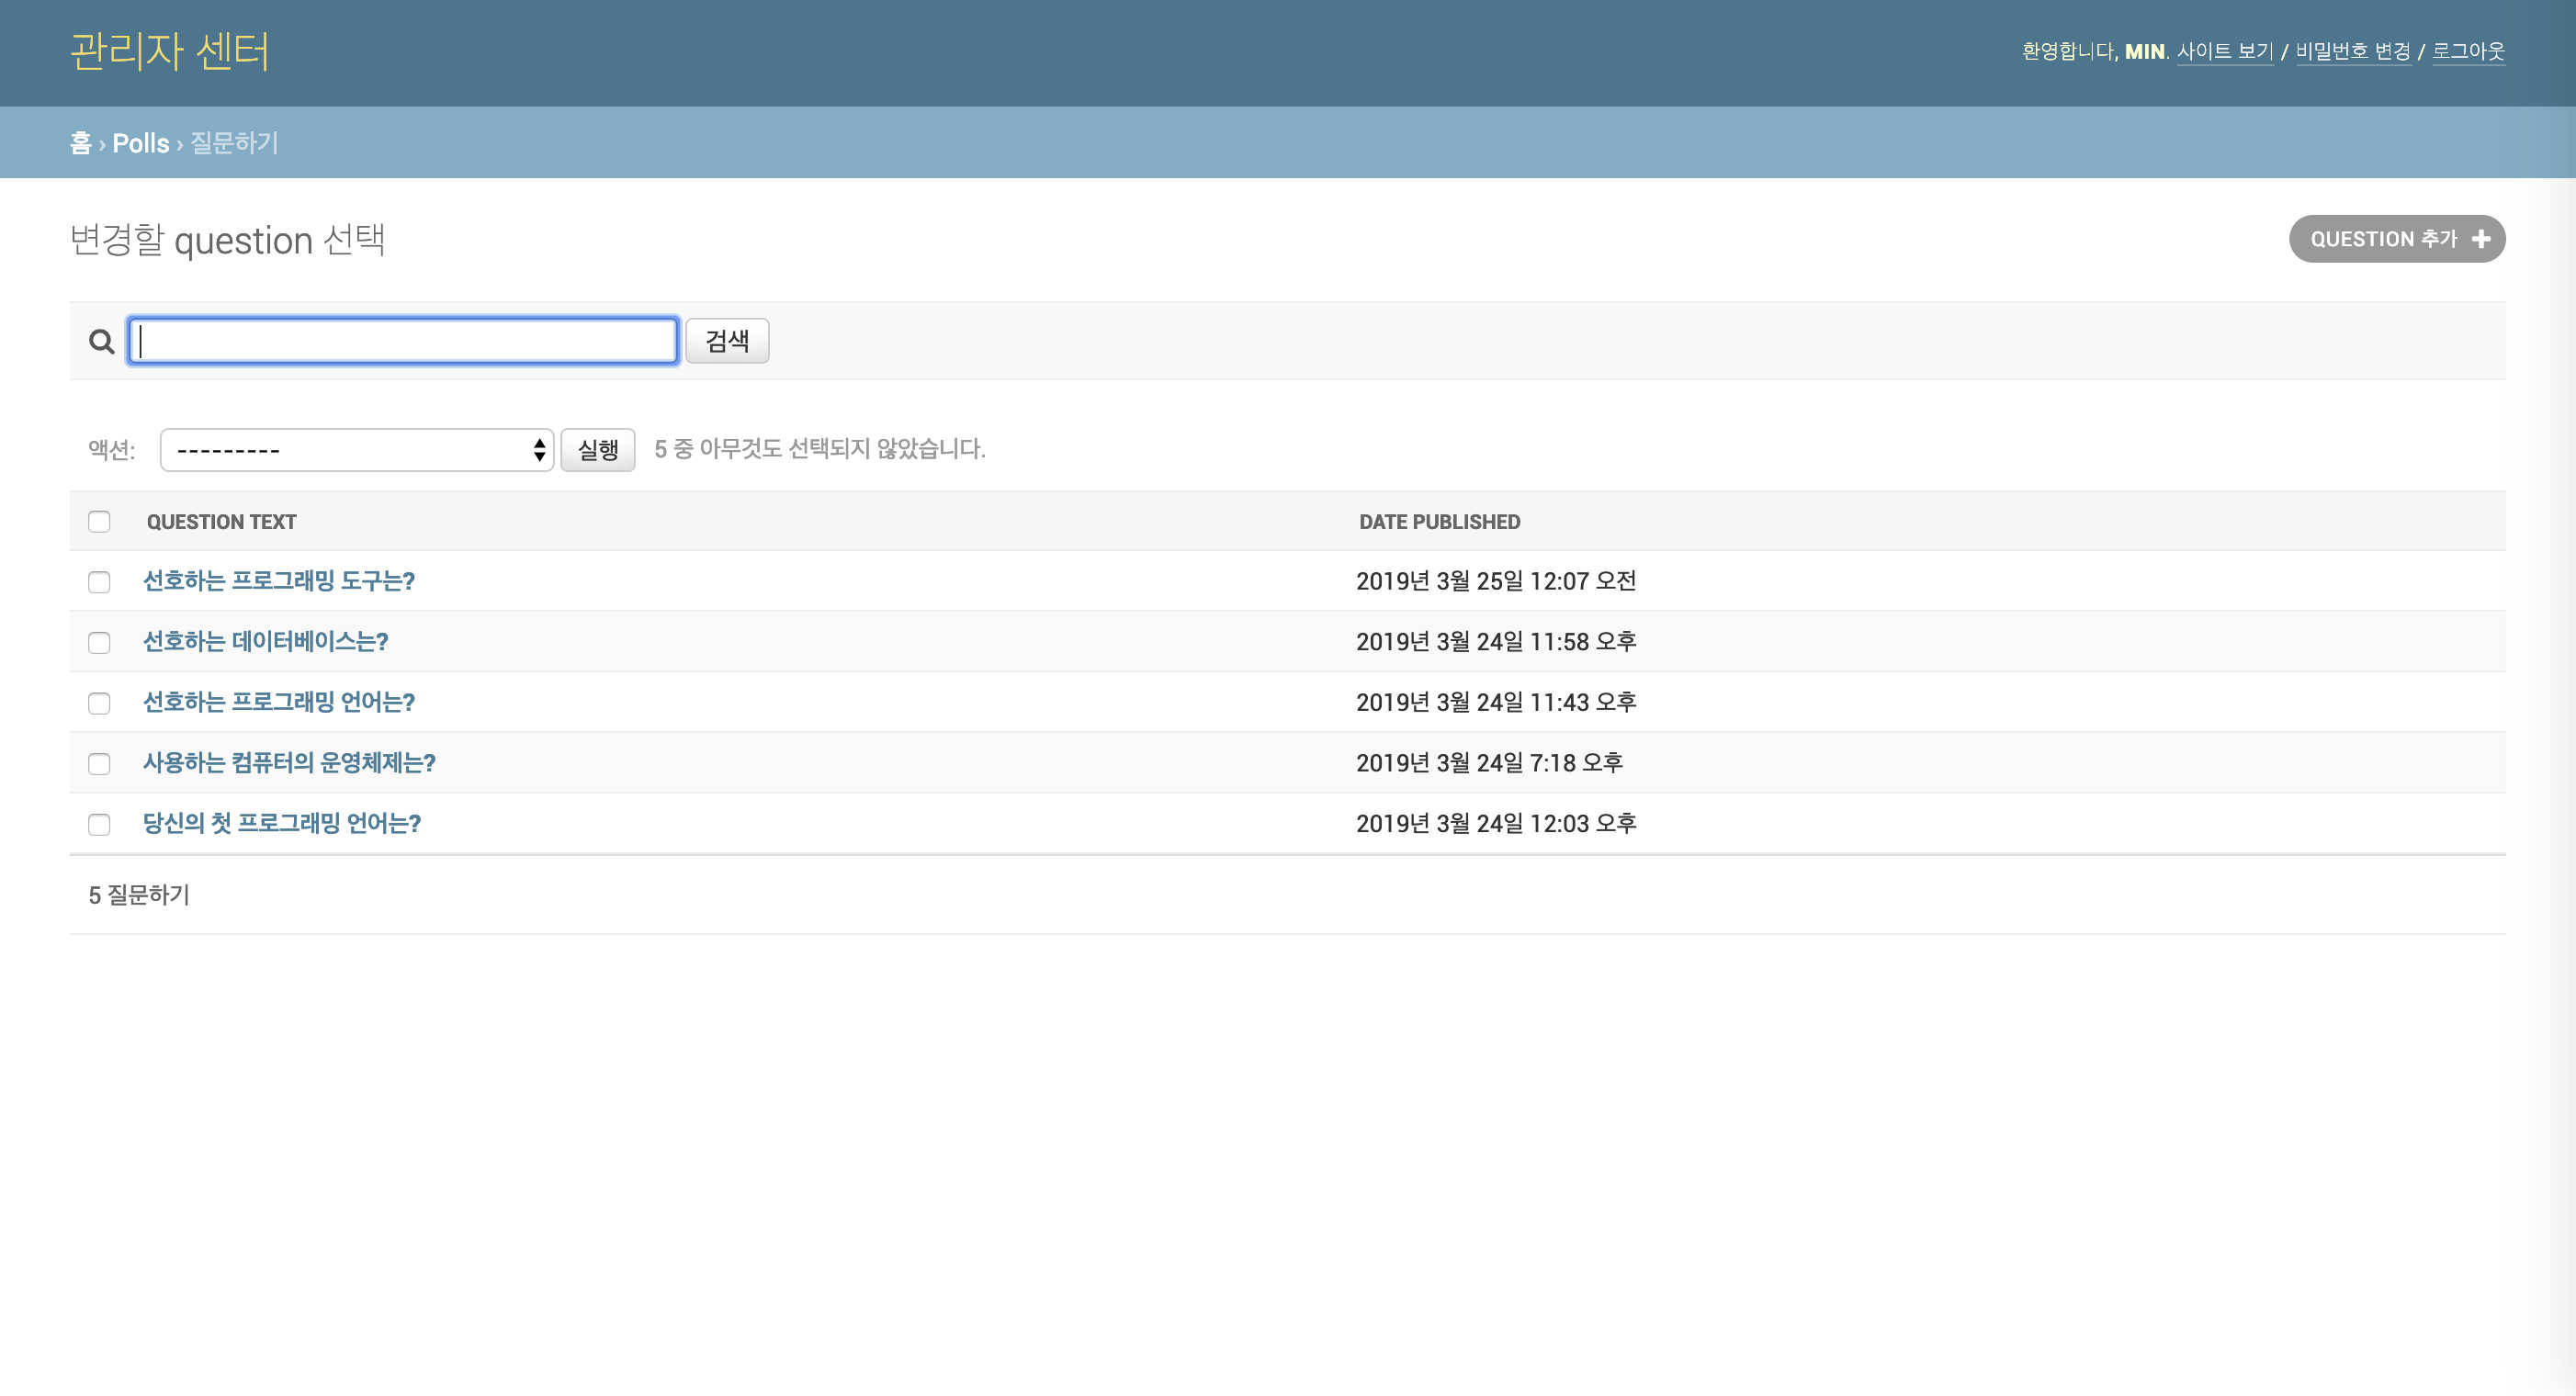 관리자 센터
환영합니다, MIN. 사이트 보기 / 비밀번호 변경 / 로그아웃
홈 › Polls › 질문하기
변경할 question 선택
QUESTION 추가
검색
액션: --------- 실행 5 중 아무것도 선택되지 않았습니다.
QUESTION TEXT DATE PUBLISHED
선호하는 프로그래밍 도구는? 2019년 3월 25일 12:07 오전
선호하는 데이터베이스는? 2019년 3월 24일 11:58 오후
선호하는 프로그래밍 언어는? 2019년 3월 24일 11:43 오후
사용하는 컴퓨터의 운영체제는? 2019년 3월 24일 7:18 오후
당신의 첫 프로그래밍 언어는? 2019년 3월 24일 12:03 오후
5 질문하기